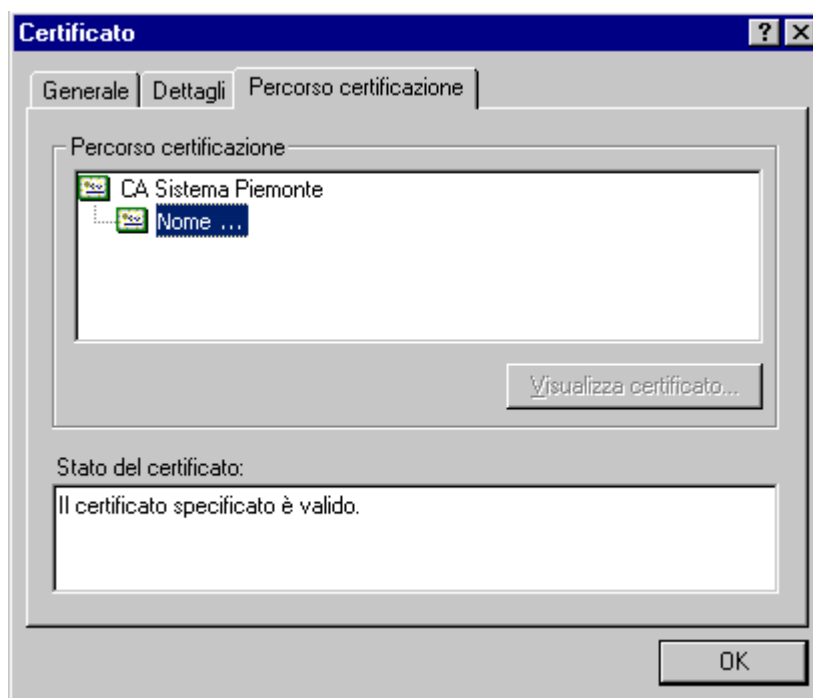 Certificato
Generale Dettagli Percorso certificazione
Percorso certificazione
CA Sistema Piemonte
Nome ...
Visualizza certificato...
Stato del certificato:
Il certificato specificato è valido.
OK